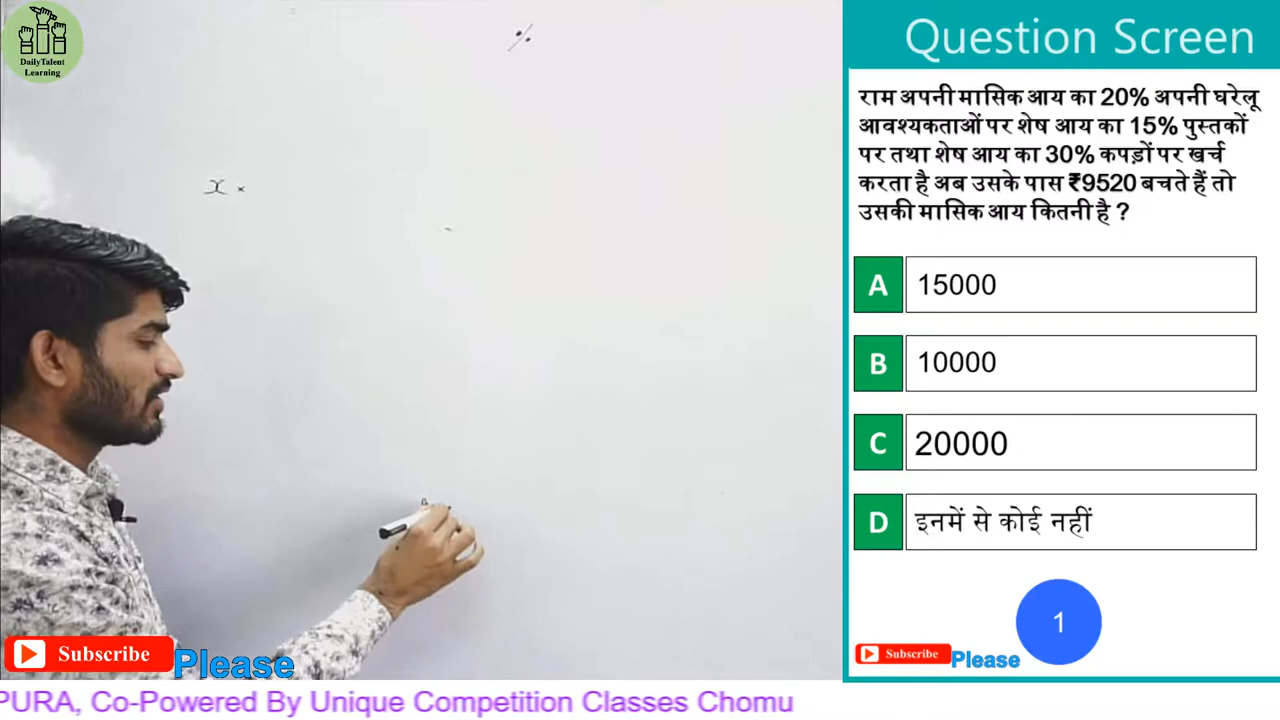 DailyTalent
Learning
x
Question Screen
राम अपनी मासिक आय का 20% अपनी घरेलू
आवश्यकताओं पर शेष आय का 15% पुस्तकों
पर तथा शेष आय का 30% कपड़ों पर खर्च
करता है अब उसके पास ₹9520 बचते हैं तो
उसकी मासिक आय कितनी है ?
A 15000
B 10000
C 20000
D इनमें से कोई नहीं
1
Subscribe Please
Subscribe Please
PURA, Co-Powered By Unique Competition Classes Chomu